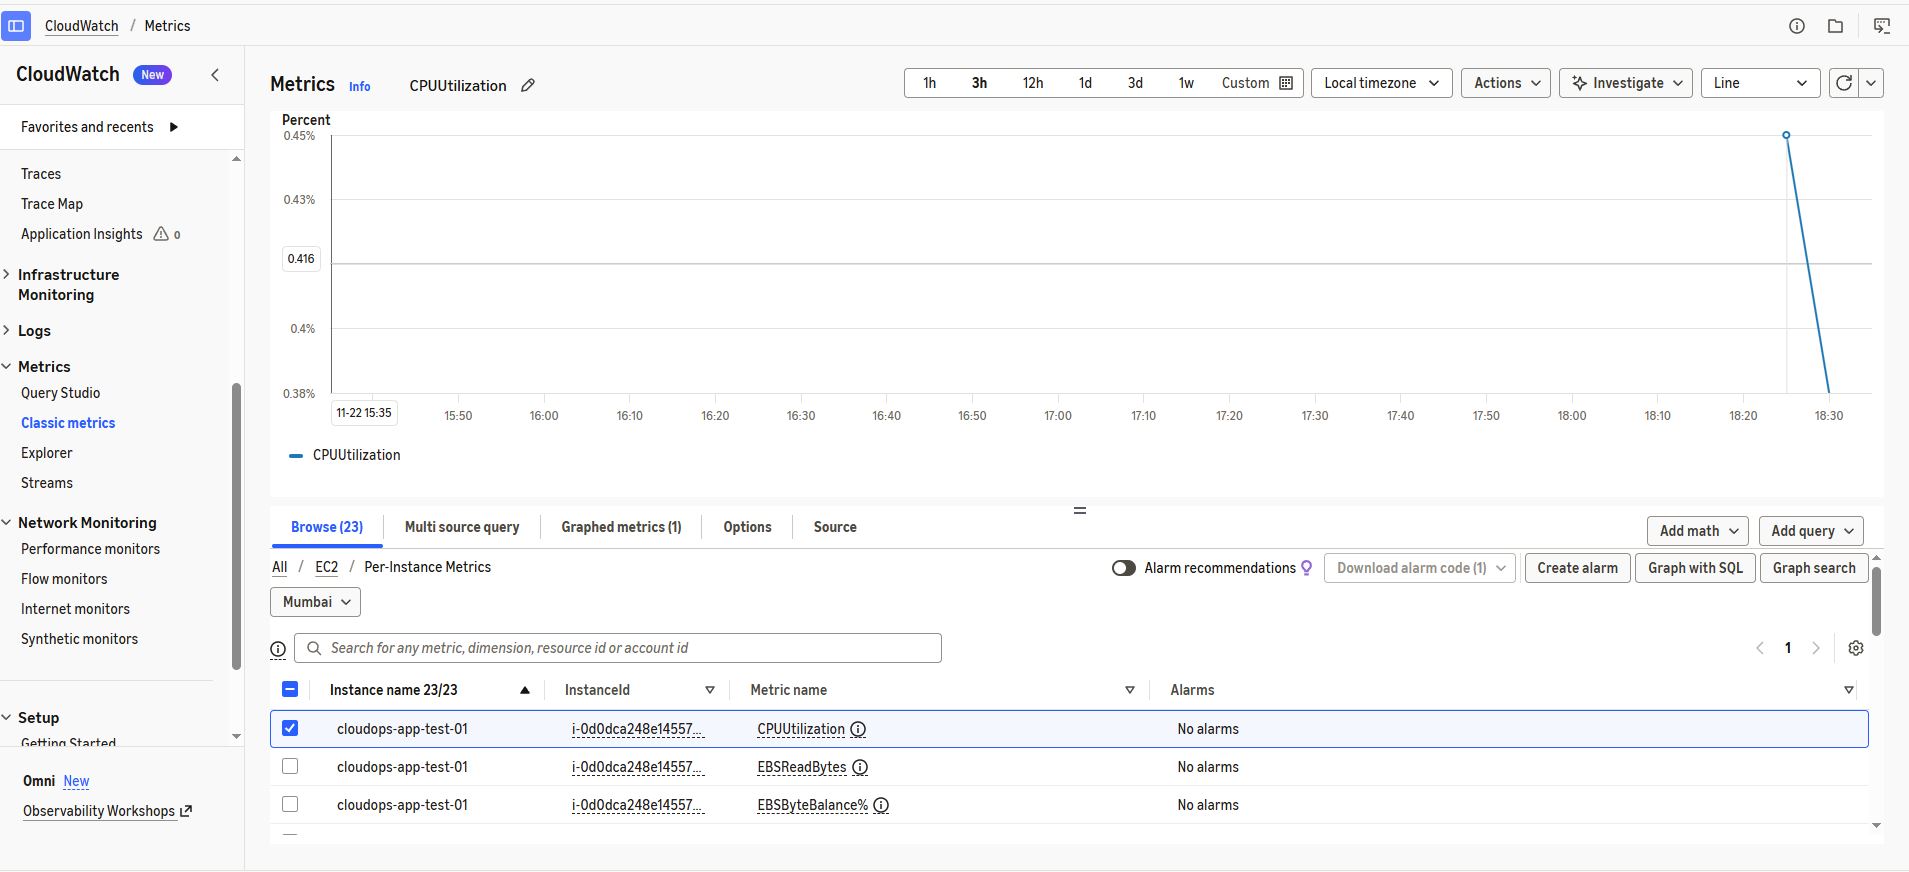 CloudWatch / Metrics
CloudWatch New
Favorites and recents
Traces
Trace Map
Application Insights 0
Infrastructure
Monitoring
Logs
Metrics
Query Studio
Classic metrics
Explorer
Streams
Network Monitoring
Performance monitors
Flow monitors
Internet monitors
Synthetic monitors
Setup
Getting Started
Omni New
Observability Workshops
Metrics Info CPUUtilization
1h 3h 12h 1d 3d 1w Custom Local timezone Actions Investigate Line
Percent
0.45%
0.43%
0.416
0.4%
0.38%
11-22 15:35 15:50 16:00 16:10 16:20 16:30 16:40 16:50 17:00 17:10 17:20 17:30 17:40 17:50 18:00 18:10 18:20 18:30
CPUUtilization
Browse (23) Multi source query Graphed metrics (1) Options Source Add math Add query
All / EC2 / Per-Instance Metrics Alarm recommendations Download alarm code (1) Create alarm Graph with SQL Graph search
Mumbai
Search for any metric, dimension, resource id or account id 1
Instance name 23/23 InstanceId Metric name Alarms
cloudops-app-test-01 i-0d0dca248e14557... CPUUtilization No alarms
cloudops-app-test-01 i-0d0dca248e14557... EBSReadBytes No alarms
cloudops-app-test-01 i-0d0dca248e14557... EBSByteBalance% No alarms